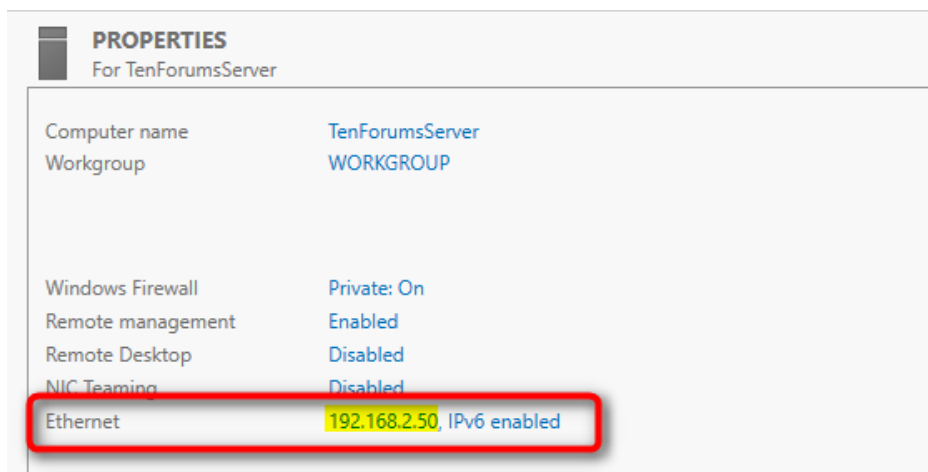 PROPERTIES
For TenForumsServer
Computer name TenForumsServer
Workgroup WORKGROUP
Windows Firewall Private: On
Remote management Enabled
Remote Desktop Disabled
NIC Teaming Disabled
Ethernet 192.168.2.50, IPv6 enabled